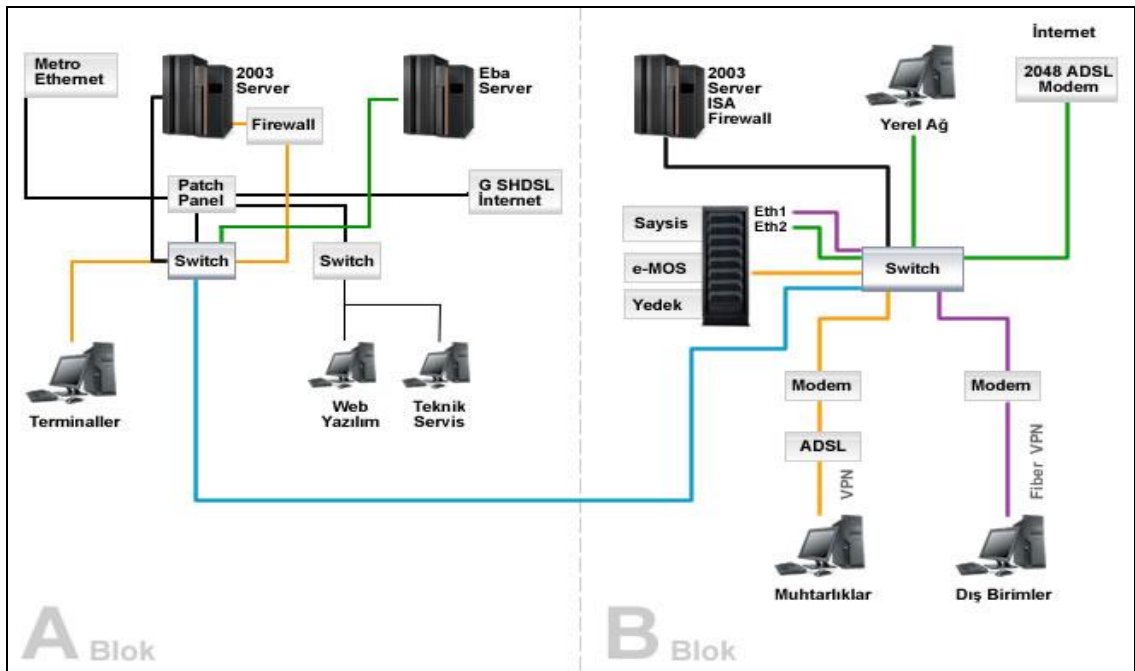 Metro
Ethernet
2003
Server
Firewall
Eba
Server
Patch
Panel
G SHDSL
İnternet
Switch
Switch
Terminaller
Web
Yazılım
Teknik
Servis
A Blok
2003
Server
ISA
Firewall
Yerel Ağ
İnternet
2048 ADSL
Modem
Saysis
e-MOS
Yedek
Eth1
Eth2
Switch
Modem
ADSL
VPN
Muhtarlıklar
Modem
Fiber VPN
Dış Birimler
B Blok